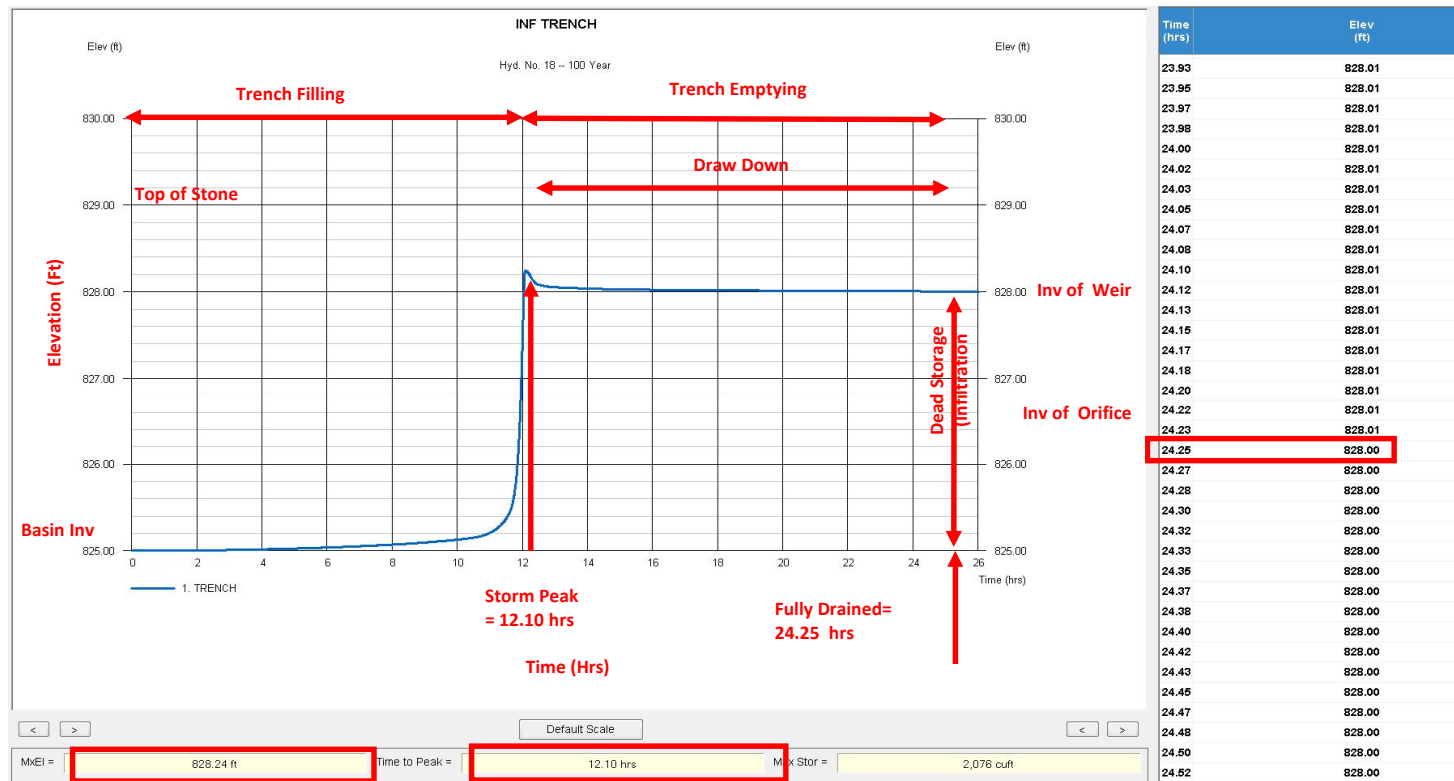 INF TRENCH
Elev (ft)
Elev (ft)
Hyd. No. 18 -- 100 Year
Trench Filling
Trench Emptying
830.00
830.00
Draw Down
Top of Stone
829.00
829.00
Elevation (Ft)
828.00
828.00
Inv of Weir
Dead Storage
(Infiltration
827.00
827.00
Inv of Orifice
826.00
826.00
Basin Inv
825.00
825.00
0 2 4 6 8 10 12 14 16 18 20 22 24 26
Time (hrs)
1. TRENCH
Storm Peak
= 12.10 hrs
Fully Drained=
24.25 hrs
Time (Hrs)
< >
Default Scale
< >
MxEl = 828.24 ft Time to Peak = 12.10 hrs Max Stor = 2,076 cuft
Time
(hrs)
Elev
(ft)
23.93 828.01
23.95 828.01
23.97 828.01
23.98 828.01
24.00 828.01
24.02 828.01
24.03 828.01
24.05 828.01
24.07 828.01
24.08 828.01
24.10 828.01
24.12 828.01
24.13 828.01
24.15 828.01
24.17 828.01
24.18 828.01
24.20 828.01
24.22 828.01
24.23 828.01
24.25 828.00
24.27 828.00
24.28 828.00
24.30 828.00
24.32 828.00
24.33 828.00
24.35 828.00
24.37 828.00
24.38 828.00
24.40 828.00
24.42 828.00
24.43 828.00
24.45 828.00
24.47 828.00
24.48 828.00
24.50 828.00
24.52 828.00